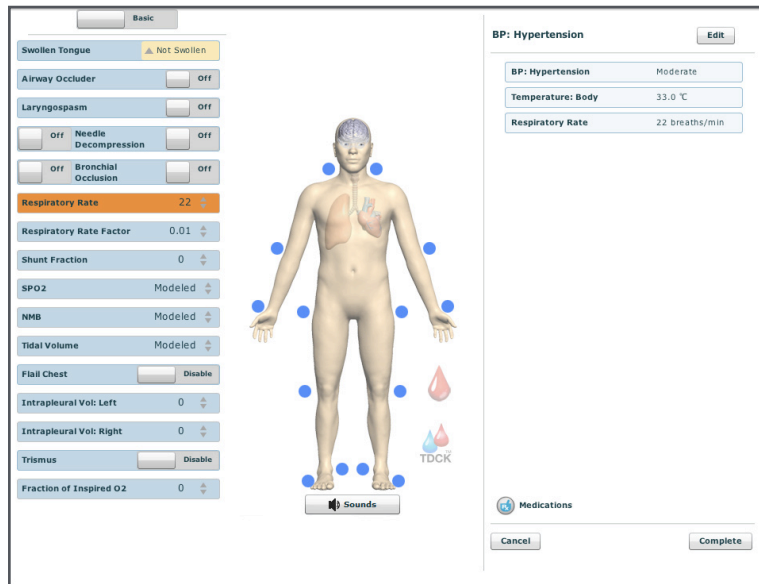 Basic
Swollen Tongue Not Swollen
Airway Occluder Off
Laryngospasm Off
Off Needle Decompression Off
Off Bronchial Occlusion Off
Respiratory Rate 22
Respiratory Rate Factor 0.01
Shunt Fraction 0
SPO2 Modeled
NMB Modeled
Tidal Volume Modeled
Flail Chest Disable
Intrapleural Vol: Left 0
Intrapleural Vol: Right 0
Trismus Disable
Fraction of Inspired O2 0
TDCK
Sounds
BP: Hypertension Edit
BP: Hypertension Moderate
Temperature: Body 33.0 °C
Respiratory Rate 22 breaths/min
Medications
Cancel Complete